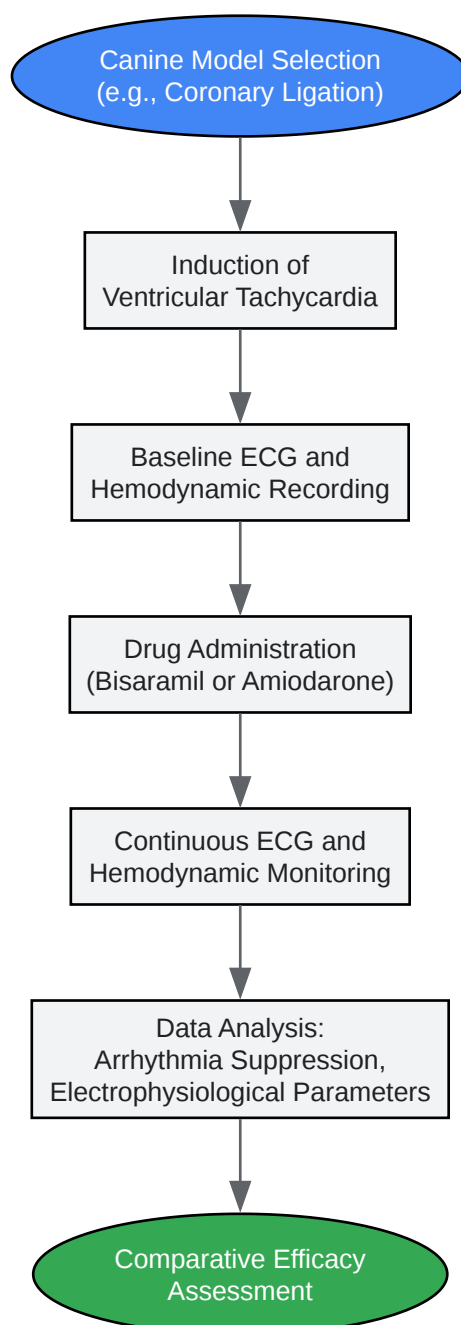 Canine Model Selection
(e.g., Coronary Ligation)
Induction of
Ventricular Tachycardia
Baseline ECG and
Hemodynamic Recording
Drug Administration
(Bisaramil or Amiodarone)
Continuous ECG and
Hemodynamic Monitoring
Data Analysis:
Arrhythmia Suppression,
Electrophysiological Parameters
Comparative Efficacy
Assessment